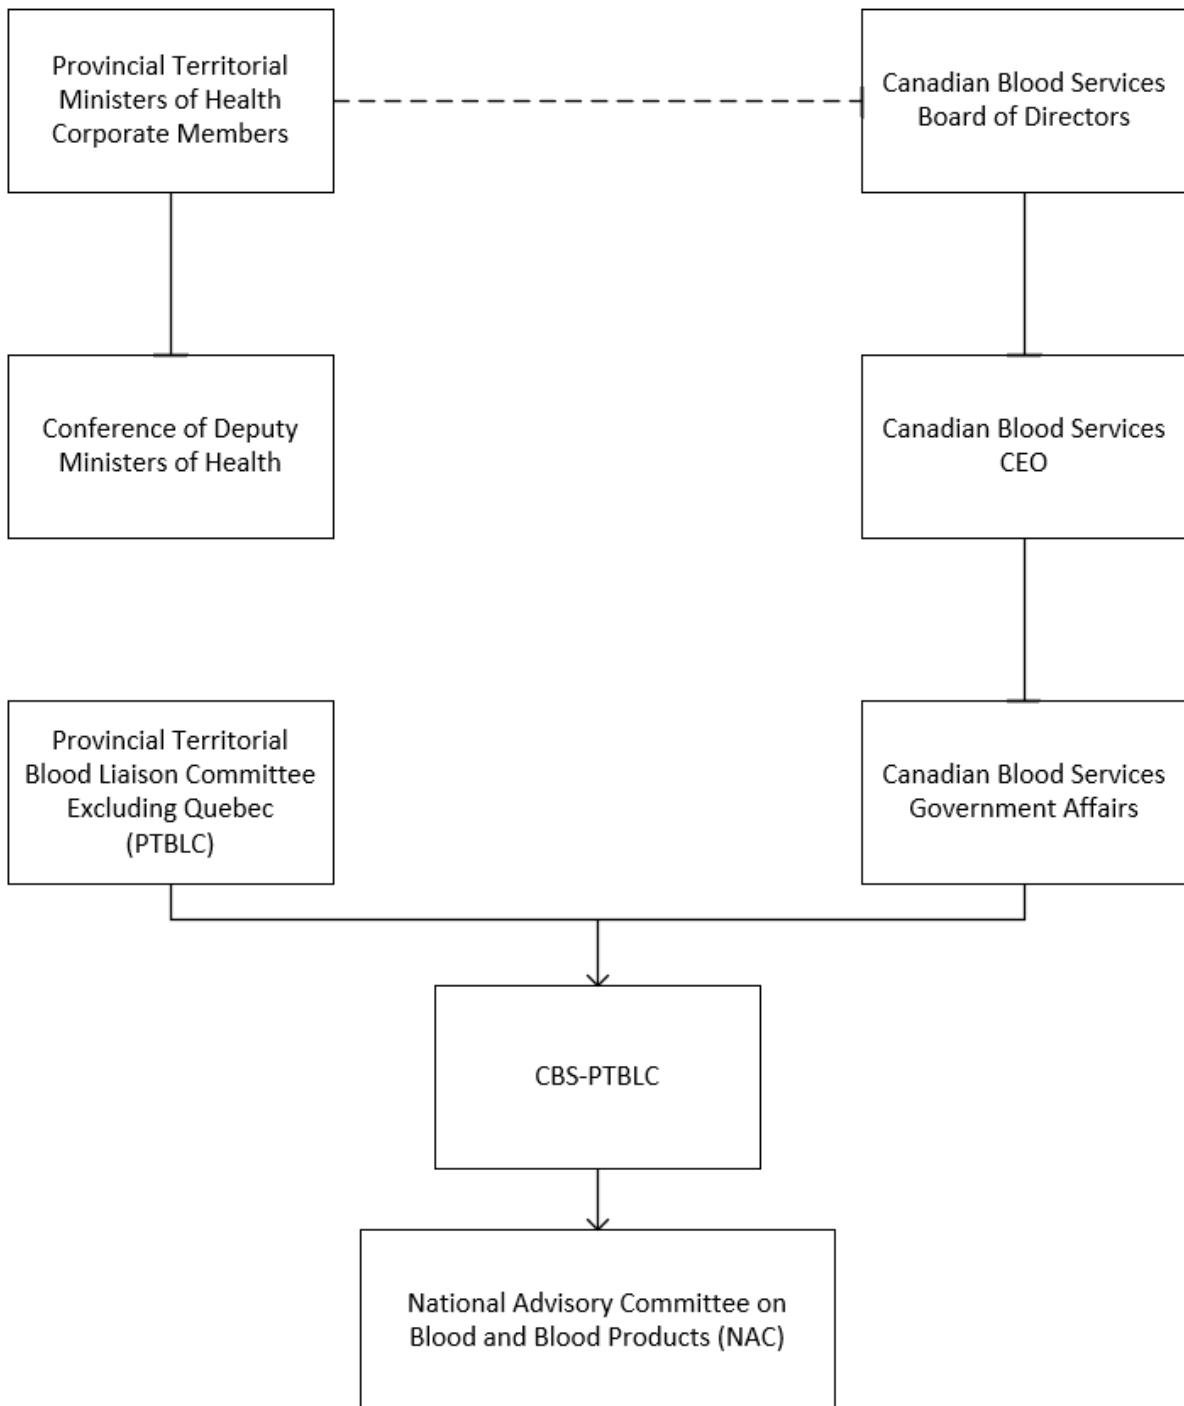 Provincial Territorial
Ministers of Health
Corporate Members
Canadian Blood Services
Board of Directors
Conference of Deputy
Ministers of Health
Canadian Blood Services
CEO
Provincial Territorial
Blood Liaison Committee
Excluding Quebec
(PTBLC)
Canadian Blood Services
Government Affairs
CBS-PTBLC
National Advisory Committee on
Blood and Blood Products (NAC)